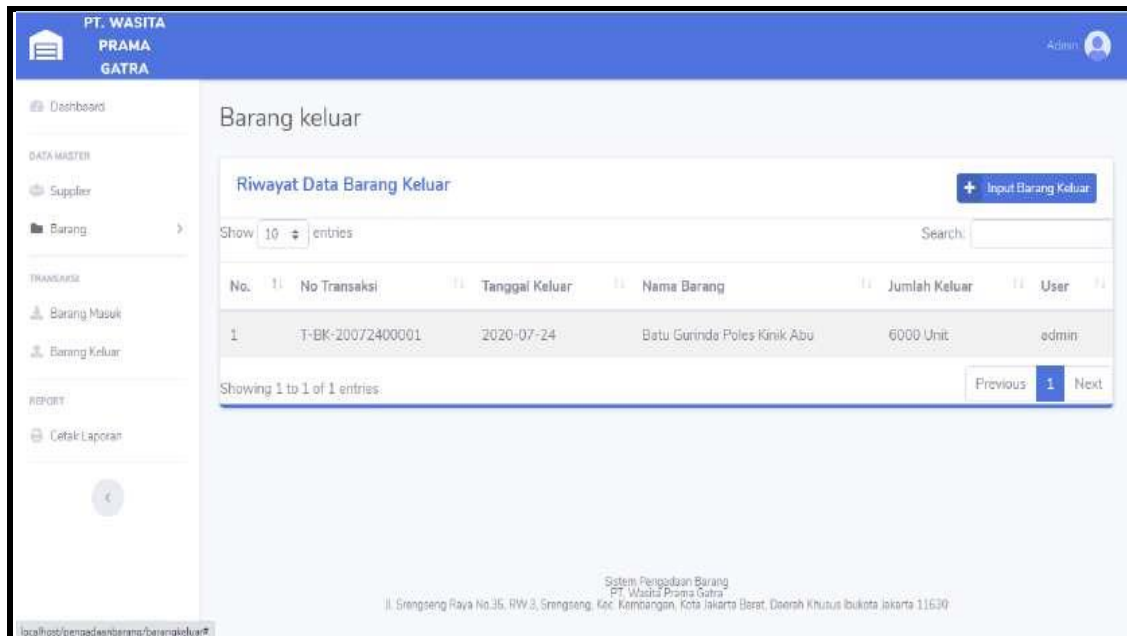 PT. WASITA
PRAMA
GATRA
Admin
Dashboard
DATA MASTER
Supplier
Barang
TRANSAKSI
Barang Masuk
Barang Keluar
REPORT
Cetak Laporan
Barang keluar
Riwayat Data Barang Keluar
+ Input Barang Keluar
Show 10 entries
Search:
No. No Transaksi Tanggal Keluar Nama Barang Jumlah Keluar User
1 T-BK-20072400001 2020-07-24 Batu Gurinda Poles Kinik Abu 6000 Unit admin
Showing 1 to 1 of 1 entries
Previous 1 Next
Sistem Pengadaan Barang
PT. Wasita Prama Gatra
Jl. Srengseng Raya No.35, RW.3, Srengseng, Kec. Kembangan, Kota Jakarta Barat, Daerah Khusus Ibukota Jakarta 11630
localhost/pengadaanbarang/barangkeluar#